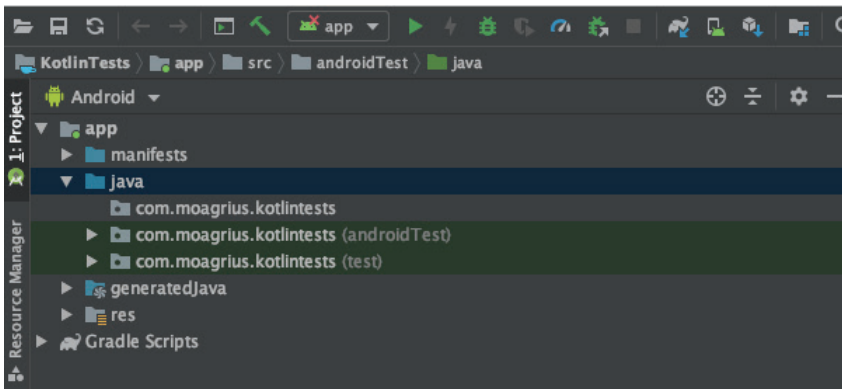 app
KotlinTests app src androidTest java
Android
1: Project
app
manifests
java
com.moagrius.kotlintests
com.moagrius.kotlintests (androidTest)
com.moagrius.kotlintests (test)
generatedJava
res
Gradle Scripts
Resource Manager